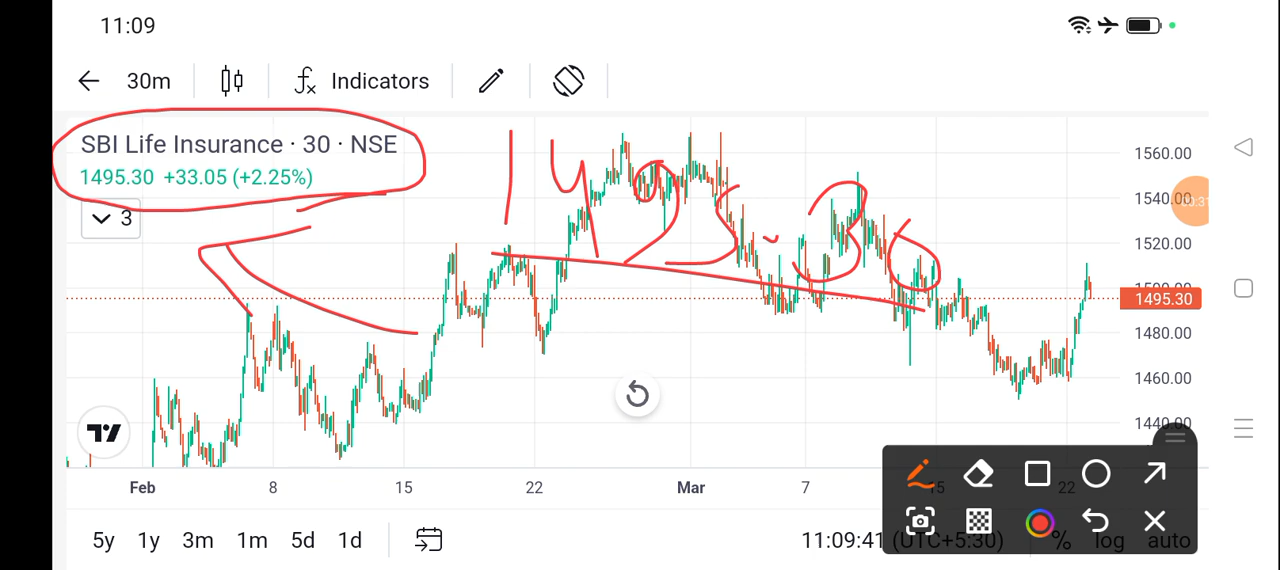 11:09
30m Indicators
SBI Life Insurance · 30 · NSE
1495.30 +33.05 (+2.25%)
3
1560.00
1540.00
1520.00
1495.30
1480.00
1460.00
1440.00
Feb 8 15 22 Mar 7 15 22
5y 1y 3m 1m 5d 1d 11:09:41 (UTC+5:30) % log auto